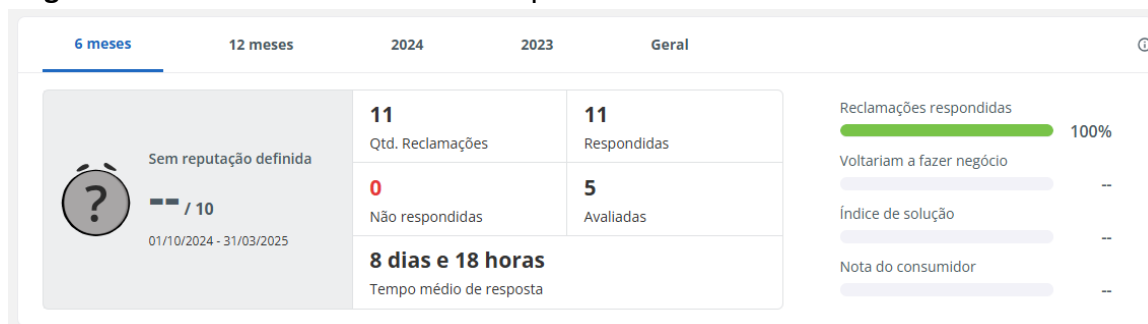 6 meses 12 meses 2024 2023 Geral
Sem reputação definida
-- / 10
01/10/2024 - 31/03/2025
11
Qtd. Reclamações
11
Respondidas
0
Não respondidas
5
Avaliadas
8 dias e 18 horas
Tempo médio de resposta
Reclamações respondidas
100%
Voltariam a fazer negócio
--
Índice de solução
--
Nota do consumidor
--